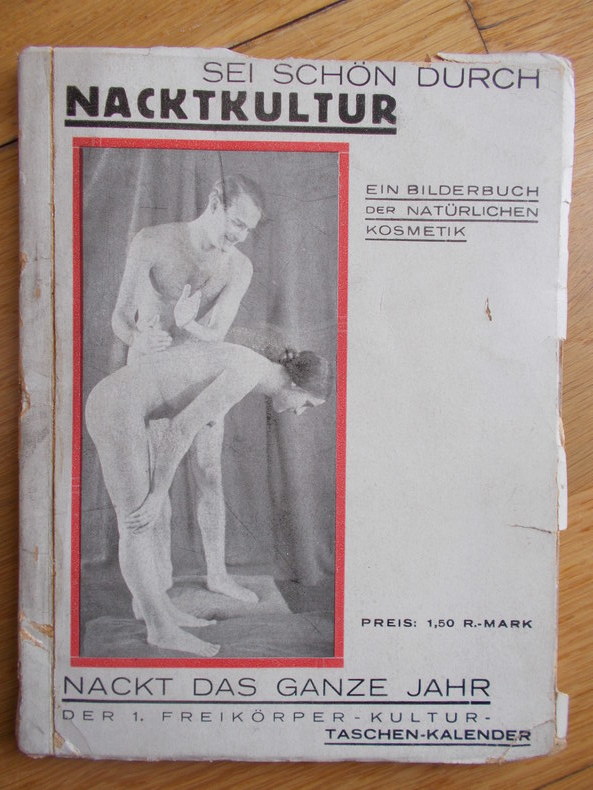 SEI SCHÖN DURCH
NACKTKULTUR
EIN BILDERBUCH
DER NATÜRLICHEN
KOSMETIK
PREIS: 1,50 R.-MARK
NACKT DAS GANZE JAHR
DER 1. FREIKÖRPER-KULTUR-
TASCHEN-KALENDER